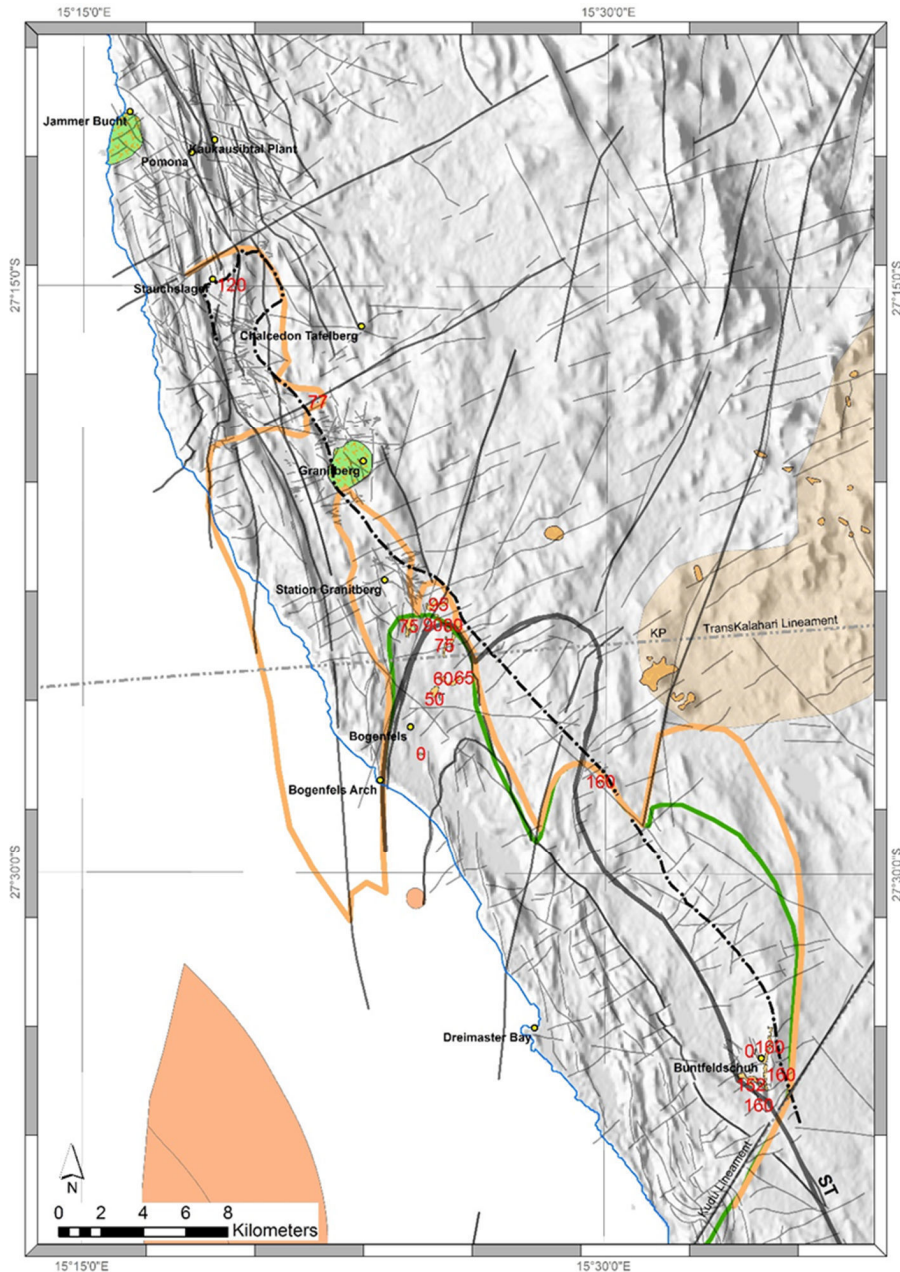 15°15'0"E 15°30'0"E
Jammer Bucht
Kaukausibtal Plant
Pomona
27°15'0"S 27°15'0"S
Stauchslager 120
Chalcedon Tafelberg
77
Granitberg
Station Granitberg
95
75 90 80
75
KP TransKalahari Lineament
60 65
50
Bogenfels
0
Bogenfels Arch
160
27°30'0"S 27°30'0"S
Dreimaster Bay
0 160
Buntfeldschuh 160
152
160
Kudu Lineament
ST
N
0 2 4 6 8
Kilometers
15°15'0"E 15°30'0"E